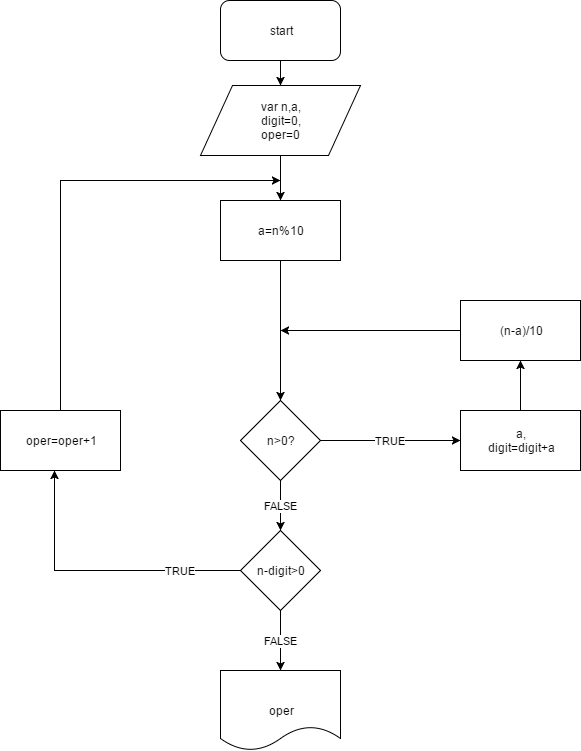 start
var n,a,
digit=0,
oper=0
a=n%10
(n-a)/10
oper=oper+1
n>0?
TRUE
a,
digit=digit+a
FALSE
n-digit>0
TRUE
FALSE
oper